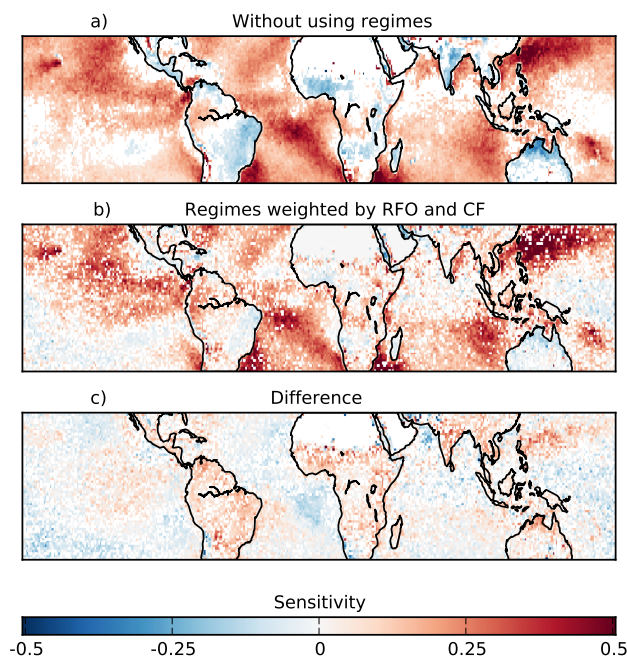 a) Without using regimes
b) Regimes weighted by RFO and CF
c) Difference
Sensitivity
-0.5 -0.25 0 0.25 0.5